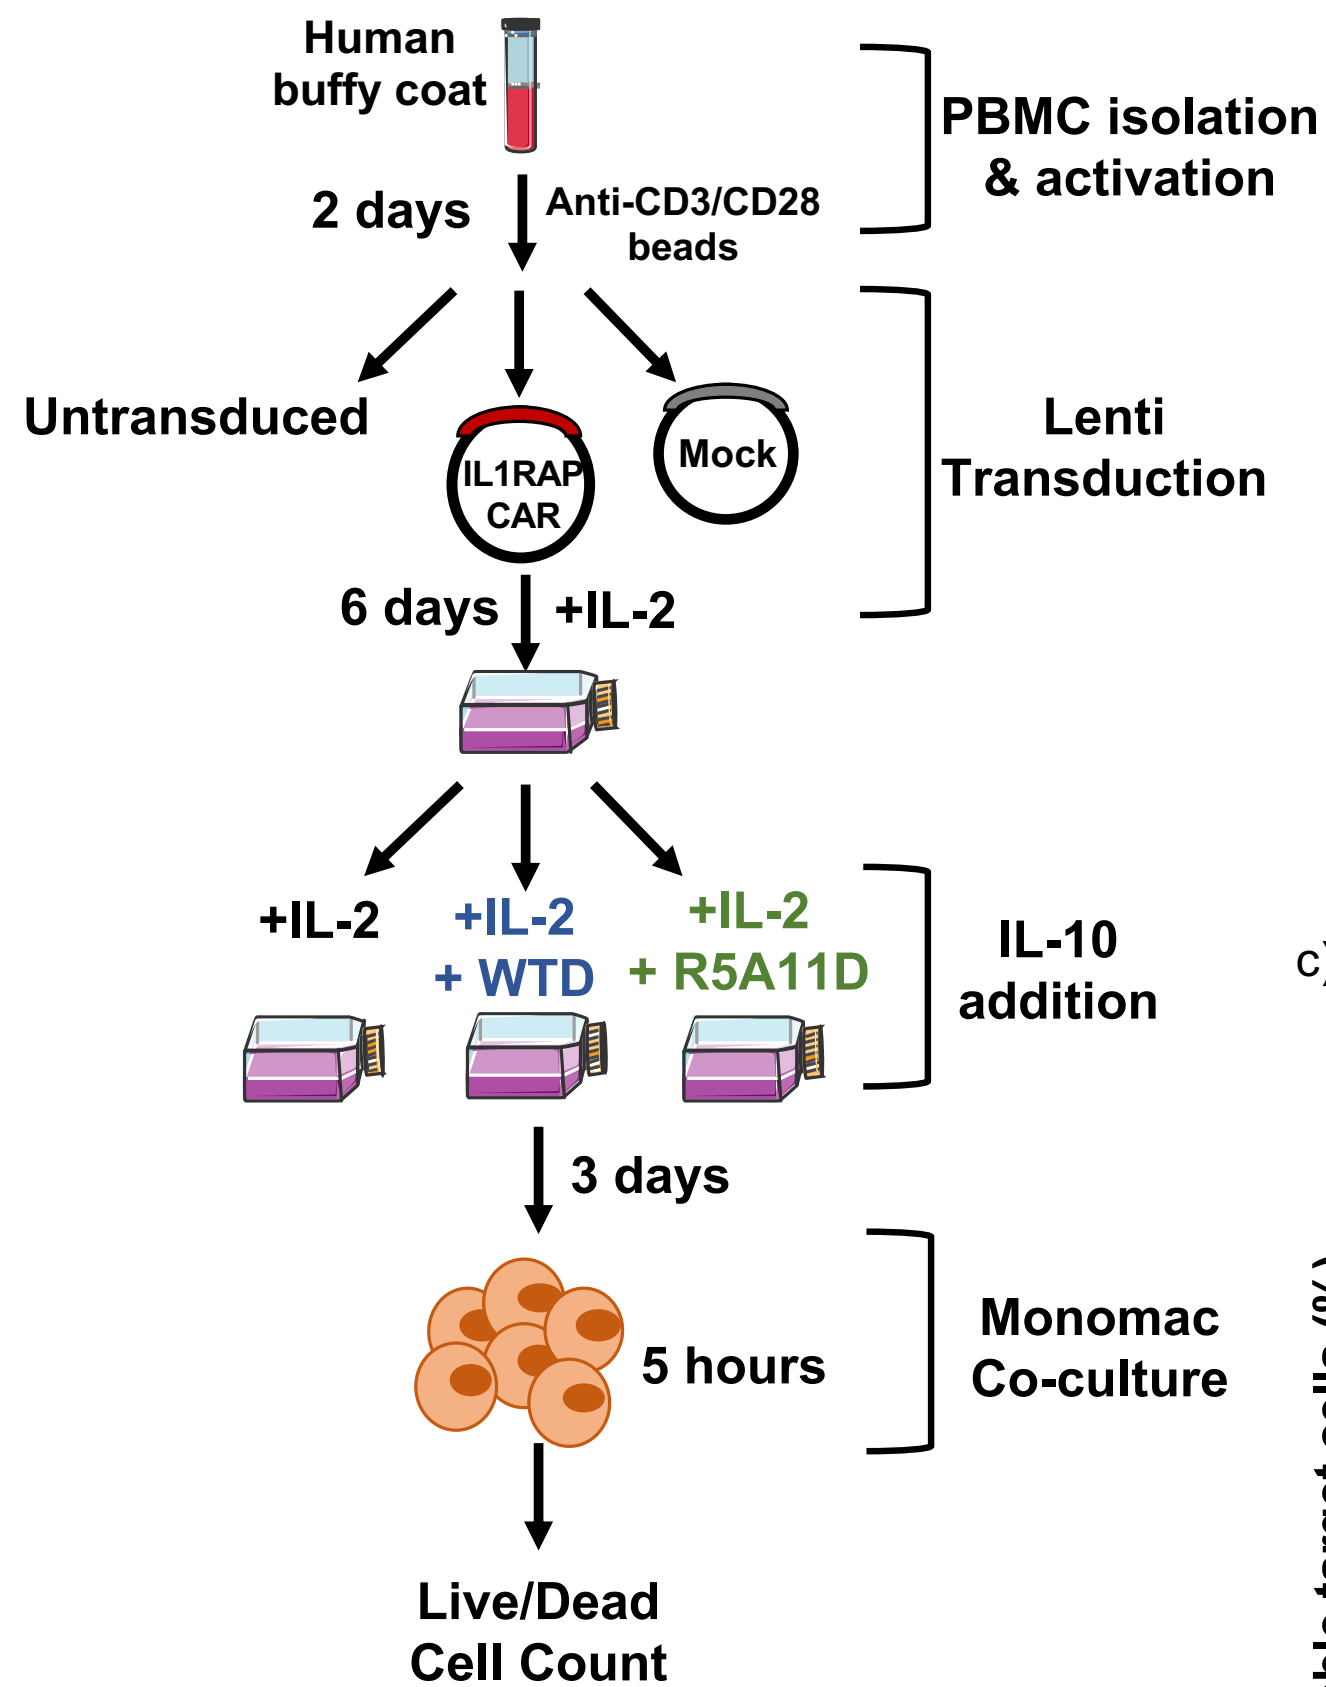 Human
buffy coat
PBMC isolation
& activation
2 days
Anti-CD3/CD28
beads
Untransduced
IL1RAP
CAR
Mock
Lenti
Transduction
6 days
+IL-2
+IL-2
+IL-2
+ WTD
+IL-2
+ R5A11D
IL-10
addition
c)
3 days
5 hours
Monomac
Co-culture
target cells (%)
Live/Dead
Cell Count